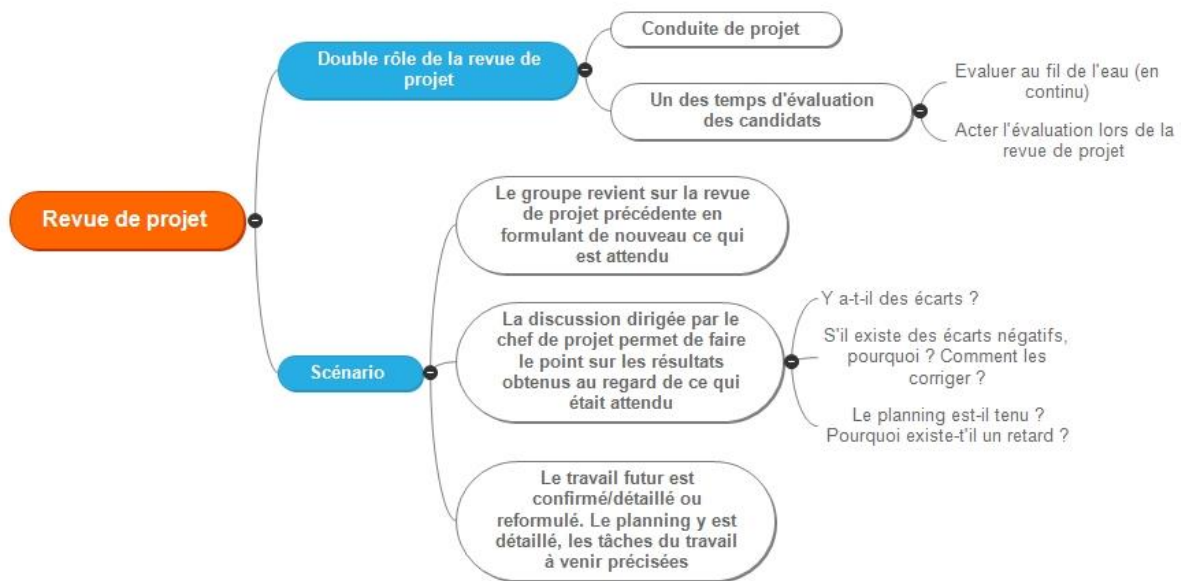 Revue de projet
Double rôle de la revue de
projet
Conduite de projet
Un des temps d'évaluation
des candidats
Evaluer au fil de l'eau (en
continu)
Acter l'évaluation lors de la
revue de projet
Scénario
Le groupe revient sur la revue
de projet précédente en
formulant de nouveau ce qui
est attendu
La discussion dirigée par le
chef de projet permet de faire
le point sur les résultats
obtenus au regard de ce qui
était attendu
Y a-t-il des écarts ?
S'il existe des écarts négatifs,
pourquoi ? Comment les
corriger ?
Le planning est-il tenu ?
Pourquoi existe-t'il un retard ?
Le travail futur est
confirmé/détaillé ou
reformulé. Le planning y est
détaillé, les tâches du travail
à venir précisées